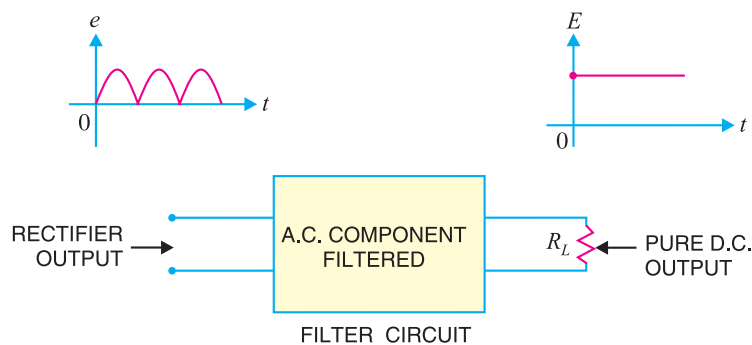 e
t
0
E
t
0
RECTIFIER
OUTPUT
A.C. COMPONENT
FILTERED
R_L
PURE D.C.
OUTPUT
FILTER CIRCUIT